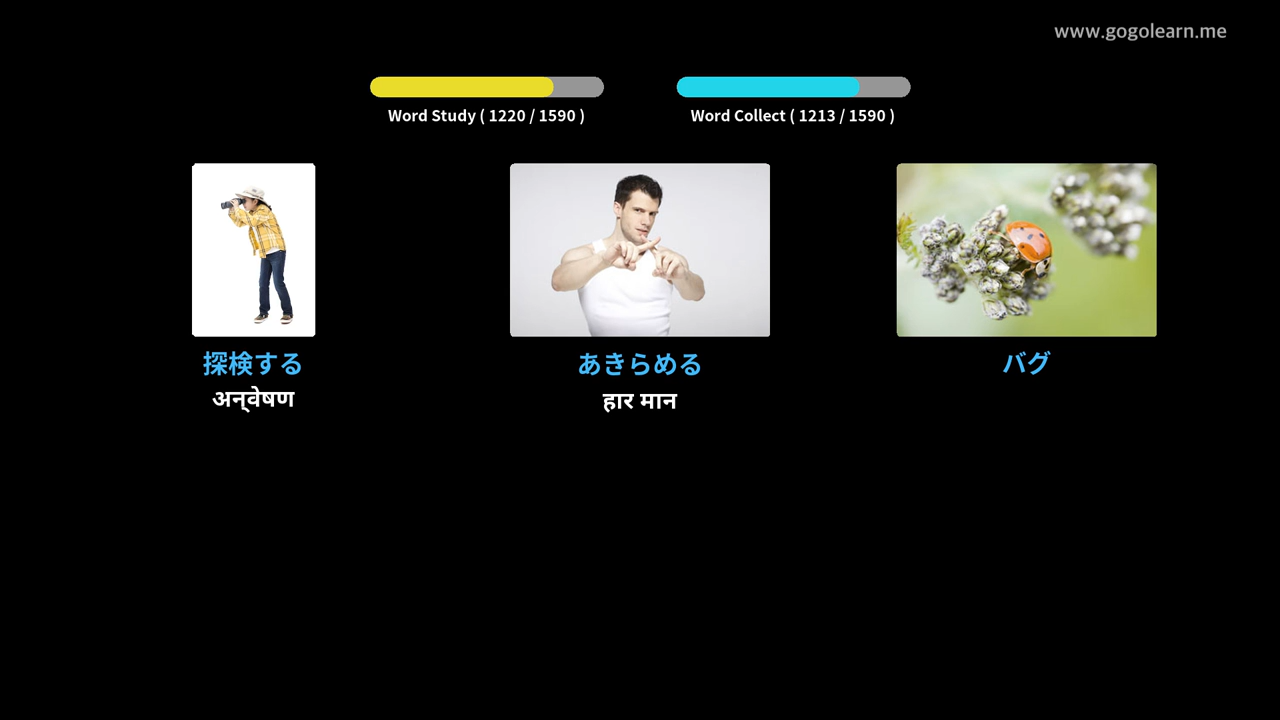 www.gogolearn.me
Word Study ( 1220 / 1590 )
Word Collect ( 1213 / 1590 )
探検する
あきらめる
バグ
अन्‌वेषण
हार मान